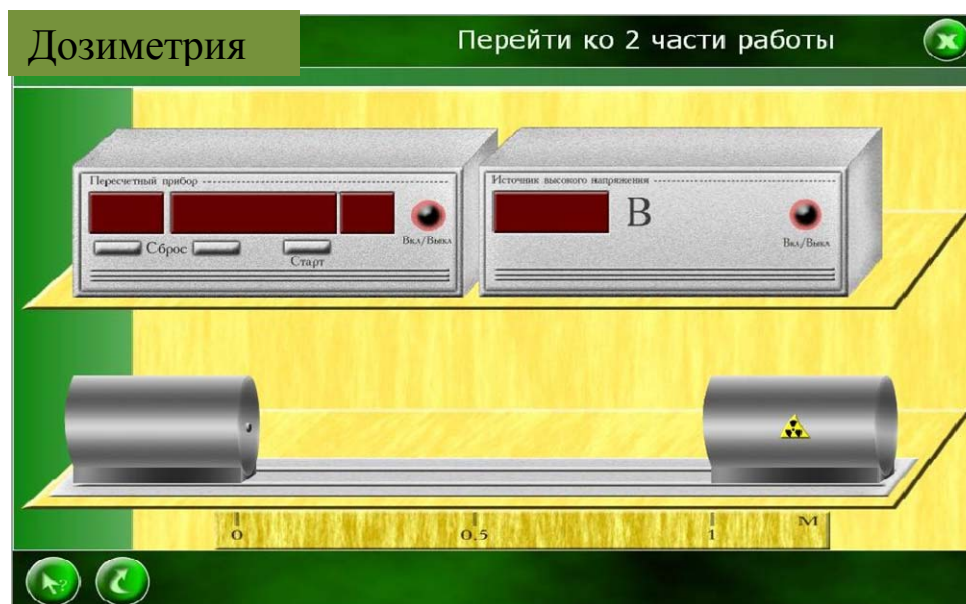 Дозиметрия
Перейти ко 2 части работы
Пересчетный прибор
Сброс
Старт
Вкл/Выкл
Источник высокого напряжения
В
Вкл/Выкл
0
0.5
1
М
?